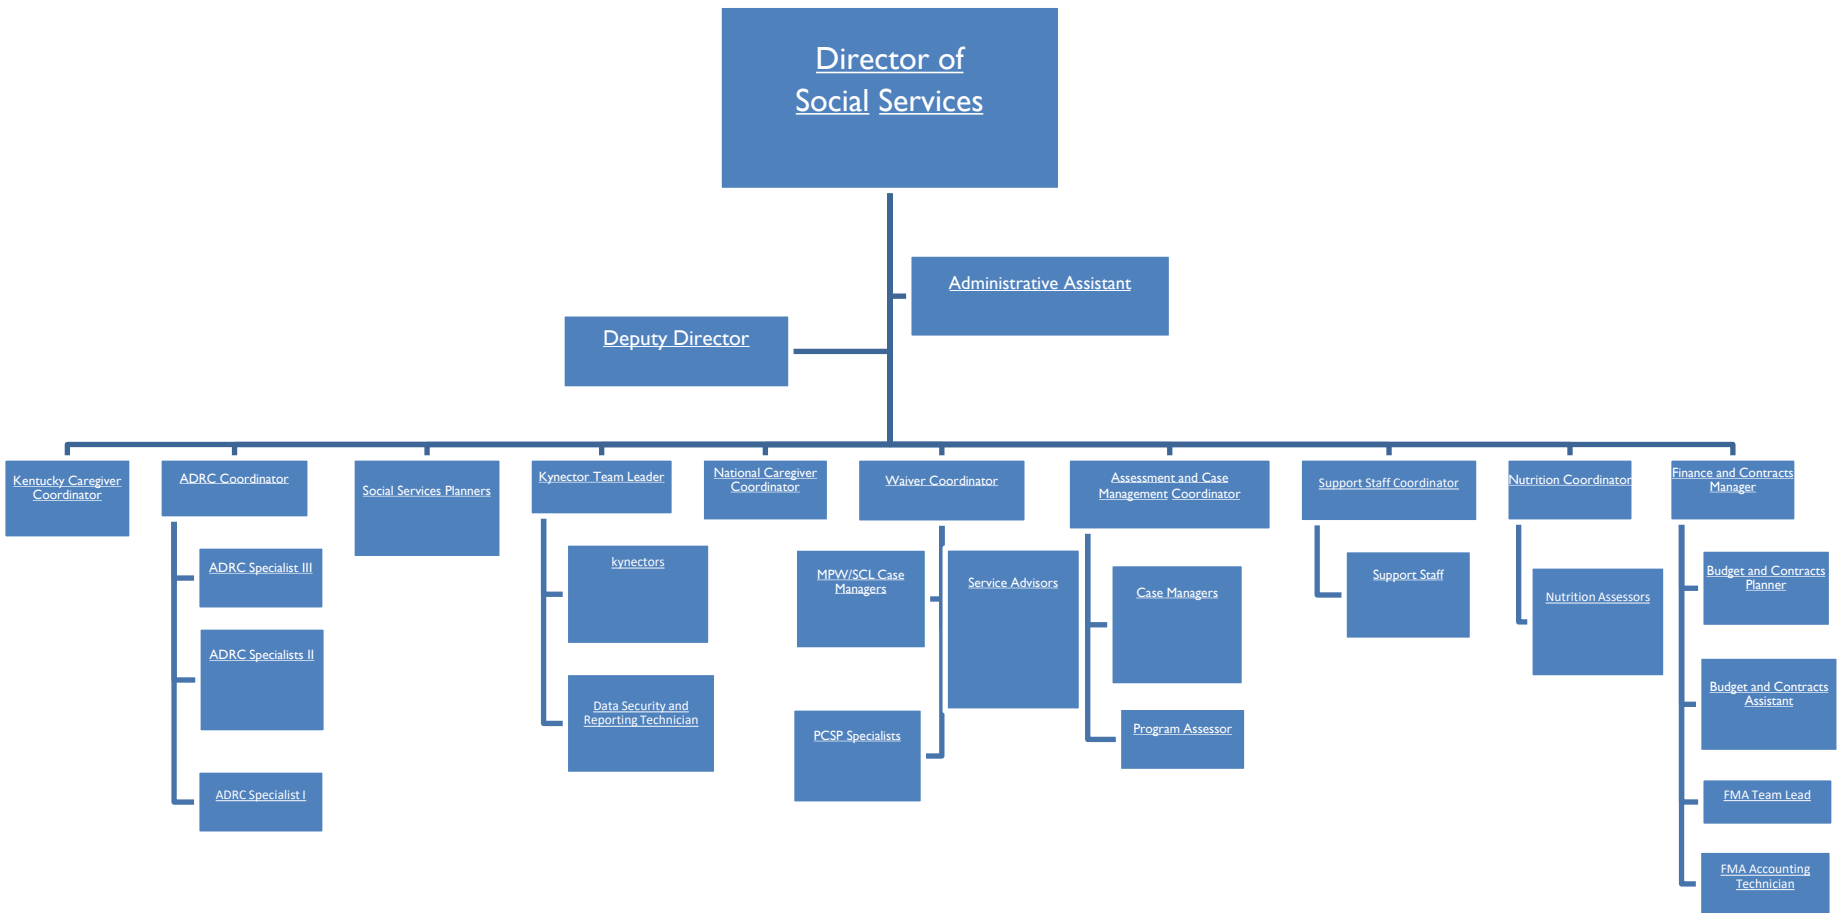 Director of
Social Services
Administrative Assistant
Deputy Director
Kentucky Caregiver
Coordinator
ADRC Coordinator
Social Services Planners
Kynector Team Leader
National Caregiver
Coordinator
Waiver Coordinator
Assessment and Case
Management Coordinator
Support Staff Coordinator
Nutrition Coordinator
Finance and Contracts
Manager
ADRC Specialist III
ADRC Specialists II
ADRC Specialist I
kynectors
Data Security and
Reporting Technician
MPW/SCL Case
Managers
PCSP Specialists
Service Advisors
Case Managers
Program Assessor
Support Staff
Nutrition Assessors
Budget and Contracts
Planner
Budget and Contracts
Assistant
FMA Team Lead
FMA Accounting
Technician